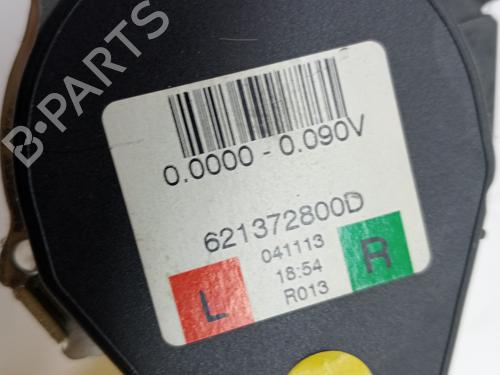 B-PARTS
0.0000 - 0.090V
621372800D
041113
18:54
R013
L
R